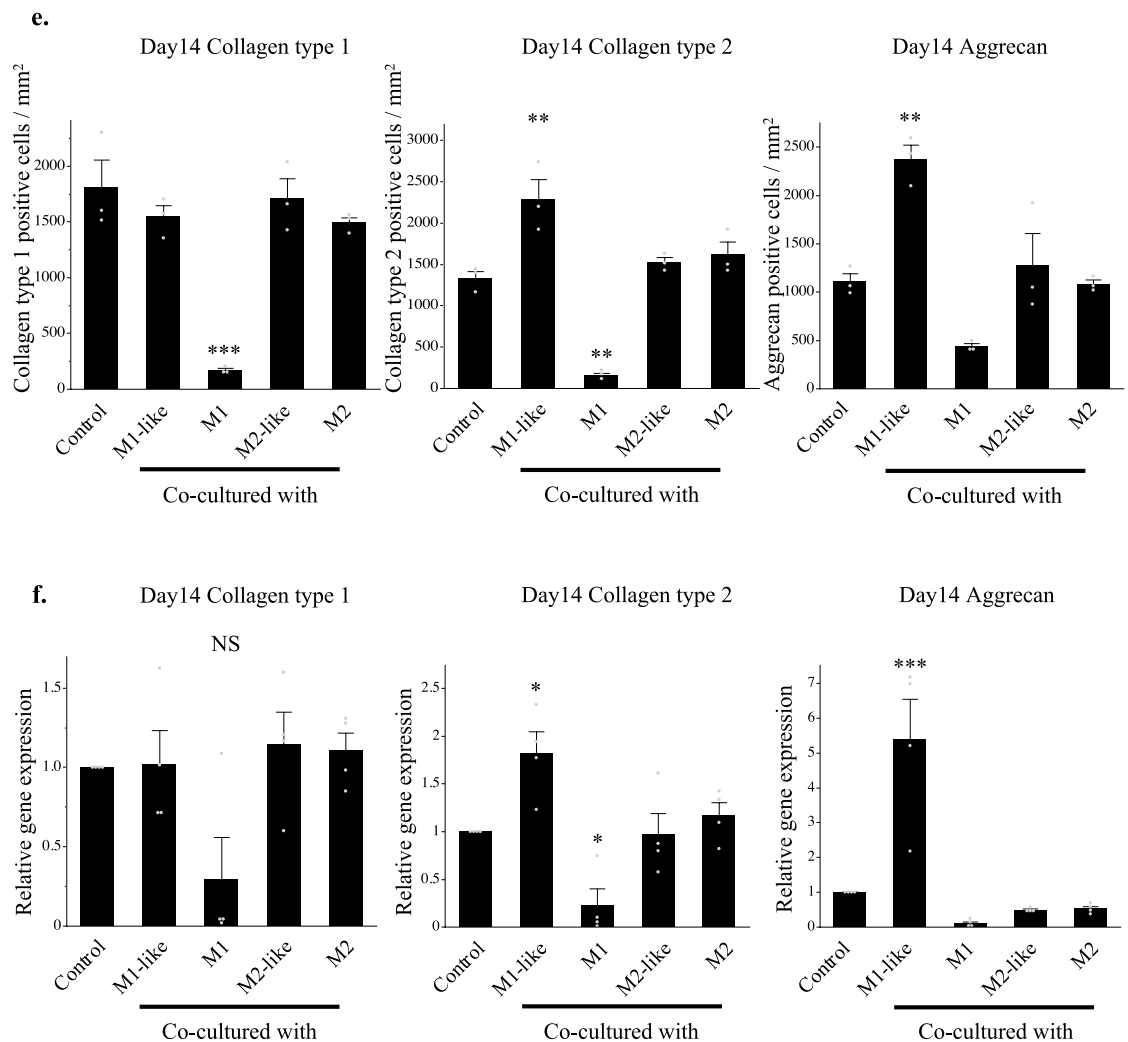 e.
Day14 Collagen type 1
Collagen type 1 positive cells / mm²
2000
1500
1000
500
0
***
Control
M1-like
M1
M2-like
M2
Co-cultured with
Day14 Collagen type 2
Collagen type 2 positive cells / mm²
3000
2500
2000
1500
1000
500
0
**
**
Control
M1-like
M1
M2-like
M2
Co-cultured with
Day14 Aggrecan
Aggrecan positive cells / mm²
2500
2000
1500
1000
500
0
**
Control
M1-like
M1
M2-like
M2
Co-cultured with
f.
Day14 Collagen type 1
NS
Relative gene expression
1.5
1.0
0.5
0
Control
M1-like
M1
M2-like
M2
Co-cultured with
Day14 Collagen type 2
Relative gene expression
2.5
2
1.5
1
0.5
0
*
*
Control
M1-like
M1
M2-like
M2
Co-cultured with
Day14 Aggrecan
Relative gene expression
7
6
5
4
3
2
1
0
***
Control
M1-like
M1
M2-like
M2
Co-cultured with